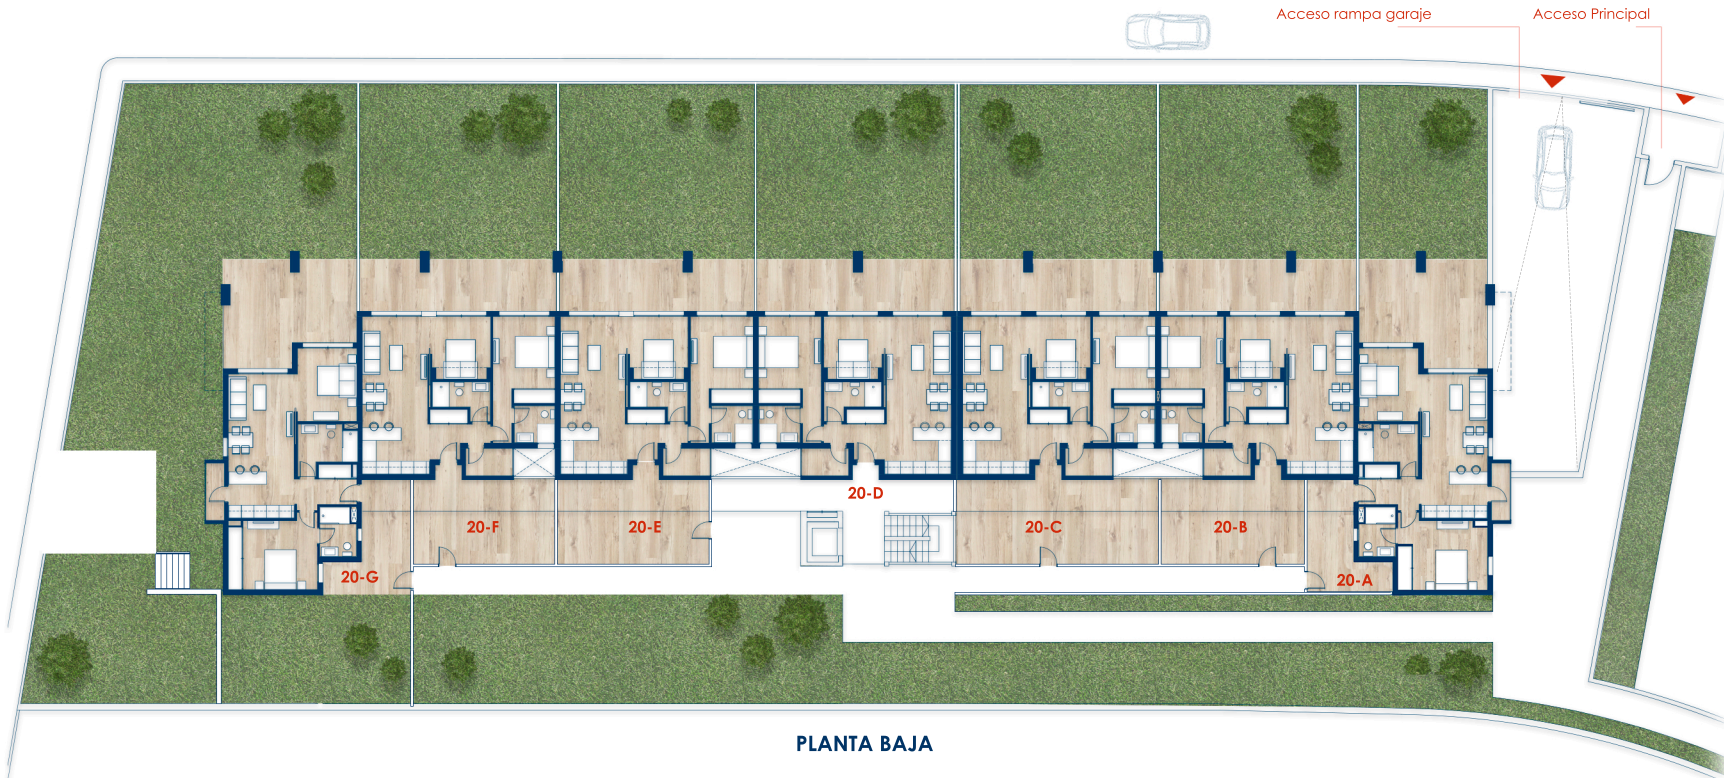 Acceso rampa garaje
Acceso Principal
20-D
20-F
20-E
20-C
20-B
20-G
20-A
PLANTA BAJA